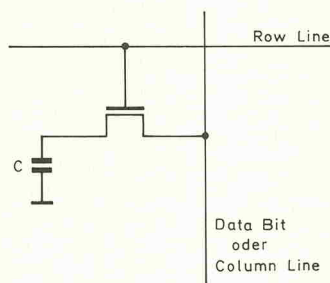 Row Line
C
Data Bit
oder
Column Line